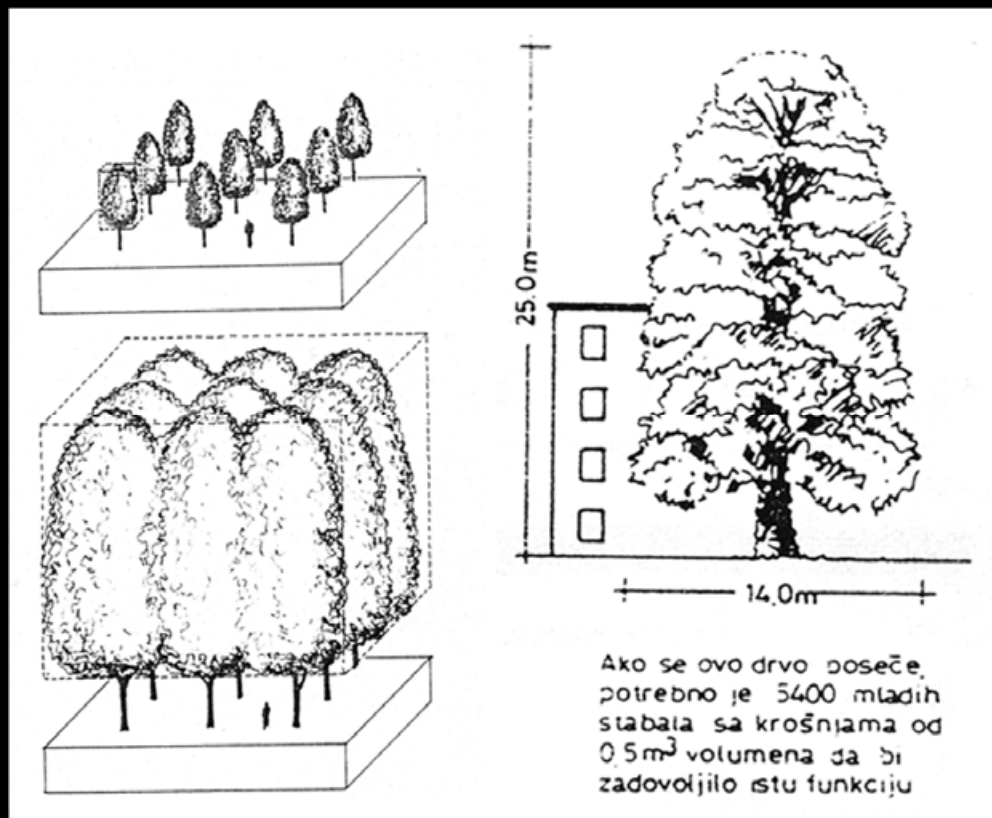 25.0m
14.0m
Ako se ovo drvo poseče,
potrebno je 5400 mladih
stabala sa krošnjama od
0,5m³ volumena da bi
zadovoljilo istu funkciju